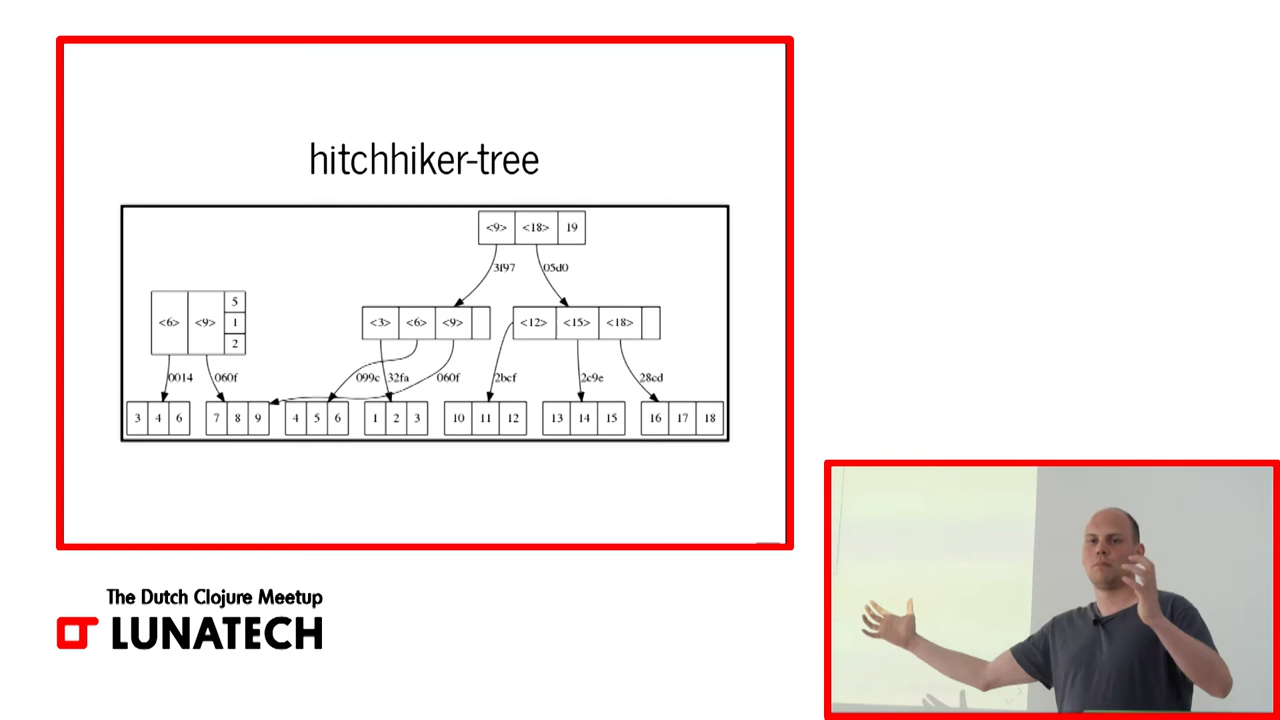 hitchhiker-tree
<9> <18> 19
3f97 05d0
<6> <9> 5 1 2
<3> <6> <9>
<12> <15> <18>
0014 060f 099c 32fa 060f 2bcf 2c9e 28cd
3 4 6
7 8 9
4 5 6
1 2 3
10 11 12
13 14 15
16 17 18
The Dutch Clojure Meetup
LUNATECH